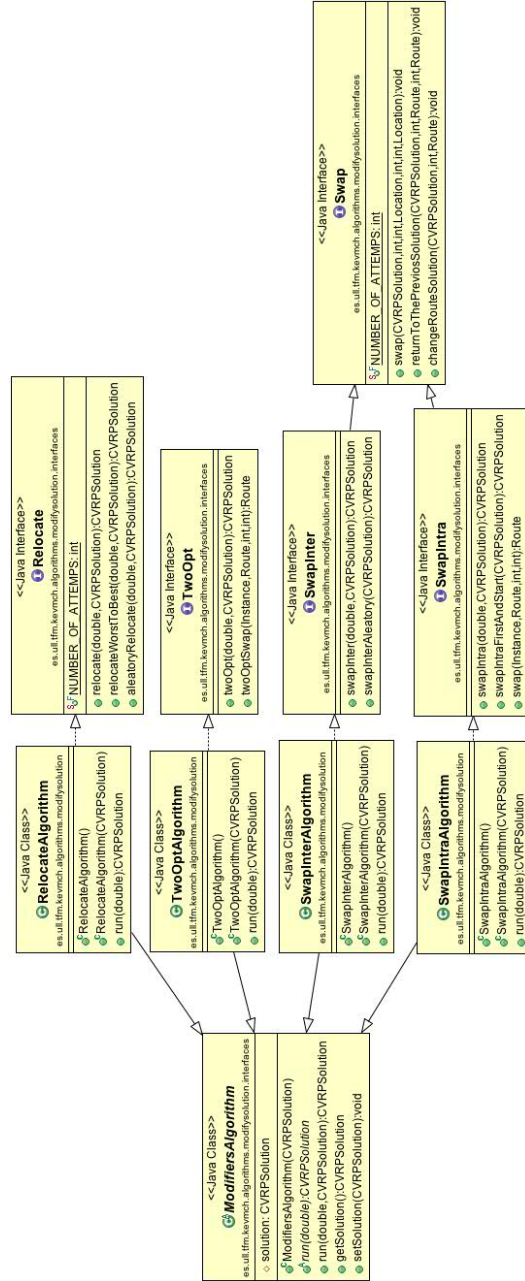 <<Java Class>>
ModifiersAlgorithm
es.ull.tfm.kevmch.algorithms.modifysolution.interfaces
solution: CVRPSolution
ModifiersAlgorithm(CVRPSolution)
run(double):CVRPSolution
run(double,CVRPSolution):CVRPSolution
getSolution():CVRPSolution
setSolution(CVRPSolution):void
<<Java Class>>
RelocateAlgorithm
es.ull.tfm.kevmch.algorithms.modifysolution
RelocateAlgorithm()
RelocateAlgorithm(CVRPSolution)
run(double):CVRPSolution
<<Java Class>>
TwoOptAlgorithm
es.ull.tfm.kevmch.algorithms.modifysolution
TwoOptAlgorithm()
TwoOptAlgorithm(CVRPSolution)
run(double):CVRPSolution
<<Java Class>>
SwapInterAlgorithm
es.ull.tfm.kevmch.algorithms.modifysolution
SwapInterAlgorithm()
SwapInterAlgorithm(CVRPSolution)
run(double):CVRPSolution
<<Java Class>>
SwapIntraAlgorithm
es.ull.tfm.kevmch.algorithms.modifysolution
SwapIntraAlgorithm()
SwapIntraAlgorithm(CVRPSolution)
run(double):CVRPSolution
<<Java Interface>>
Relocate
es.ull.tfm.kevmch.algorithms.modifysolution.interfaces
NUMBER_OF_ATTEMPS: int
relocate(double,CVRPSolution):CVRPSolution
relocateWorstToBest(double,CVRPSolution):CVRPSolution
aleatoryRelocate(double,CVRPSolution):CVRPSolution
<<Java Interface>>
TwoOpt
es.ull.tfm.kevmch.algorithms.modifysolution.interfaces
twoOpt(double,CVRPSolution):CVRPSolution
twoOptSwap(Instance,Route,int,int):Route
<<Java Interface>>
SwapInter
es.ull.tfm.kevmch.algorithms.modifysolution.interfaces
swapInter(double,CVRPSolution):CVRPSolution
swapInterAleatory(CVRPSolution):CVRPSolution
<<Java Interface>>
SwapIntra
es.ull.tfm.kevmch.algorithms.modifysolution.interfaces
swapIntra(double,CVRPSolution):CVRPSolution
swapIntraFirstAndStart(CVRPSolution):CVRPSolution
swap(Instance,Route,int,int):Route
<<Java Interface>>
Swap
es.ull.tfm.kevmch.algorithms.modifysolution.interfaces
NUMBER_OF_ATTEMPS: int
swap(CVRPSolution,int,int,Location,int,int,Location):void
returnToThePreviosSolution(CVRPSolution,int,Route,int,Route):void
changeRouteSolution(CVRPSolution,int,Route):void